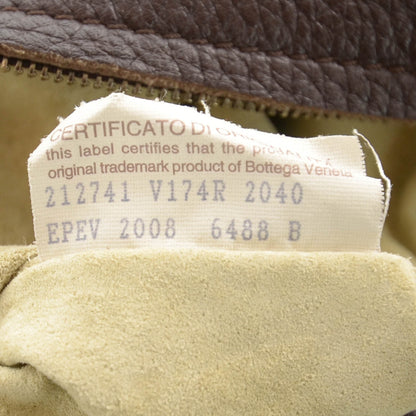 CERTIFICATO DI
this label certifies that the
original trademark product of Bottega Veneta
212741 V174R 2040
EPEV 2008 6488 B